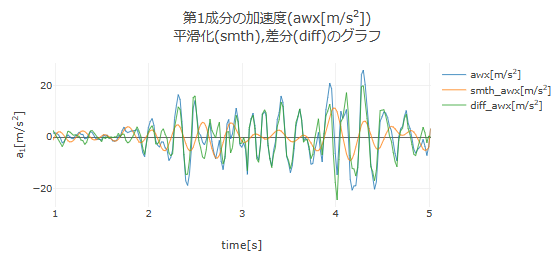 第1成分の加速度(awx[m/s²])
平滑化(smth),差分(diff)のグラフ
awx[m/s²]
smth_awx[m/s²]
diff_awx[m/s²]
a₁[m/s²]
20
0
−20
1
2
3
4
5
time[s]